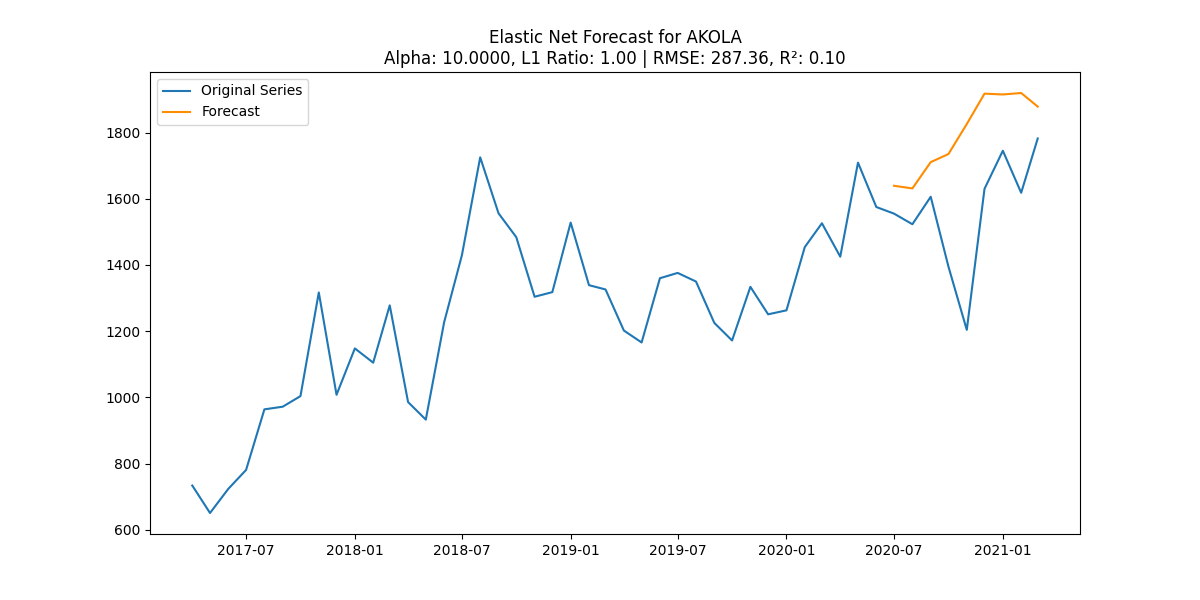 Elastic Net Forecast for AKOLA
Alpha: 10.0000, L1 Ratio: 1.00 | RMSE: 287.36, R²: 0.10
Original Series
Forecast
1800
1600
1400
1200
1000
800
600
2017-07 2018-01 2018-07 2019-01 2019-07 2020-01 2020-07 2021-01